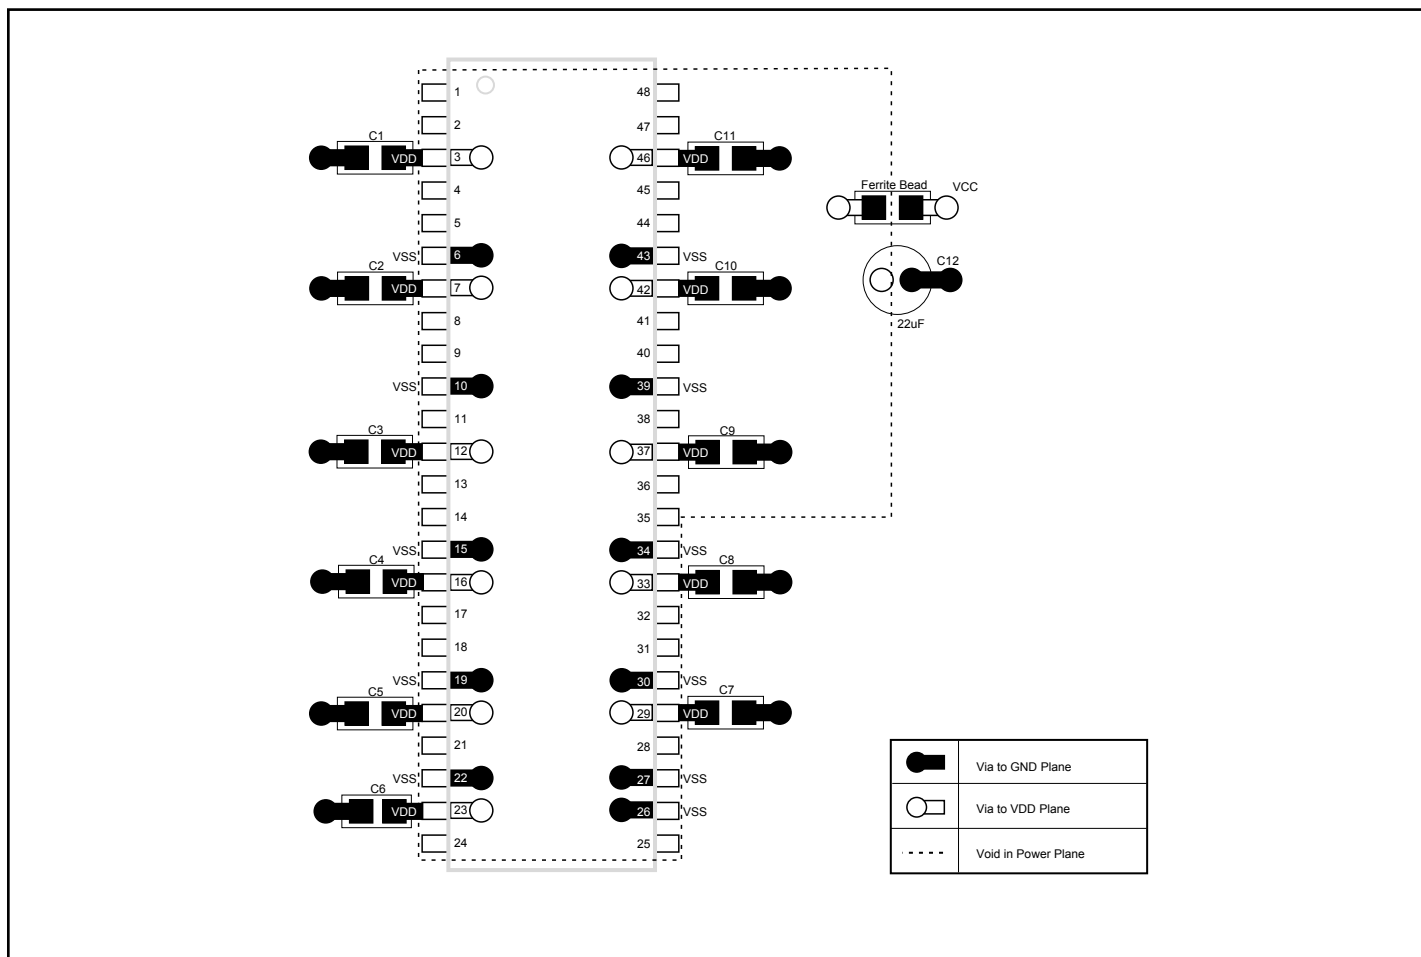 1 48
2 47
C1 C11
VDD 3 46 VDD
4 45
Ferrite Bead VCC
5 44
VSS 6 43 VSS
C2 C10 C12
VDD 7 42 VDD
8 41 22uF
9 40
VSS 10 39 VSS
11 38
C3 C9
VDD 12 37 VDD
13 36
14 35
VSS 15 34 VSS
C4 C8
VDD 16 33 VDD
17 32
18 31
VSS 19 30 VSS
C5 C7
VDD 20 29 VDD
21 28
VSS 22 27 VSS
C6
VDD 23 26 VSS
24 25
Via to GND Plane
Via to VDD Plane
Void in Power Plane